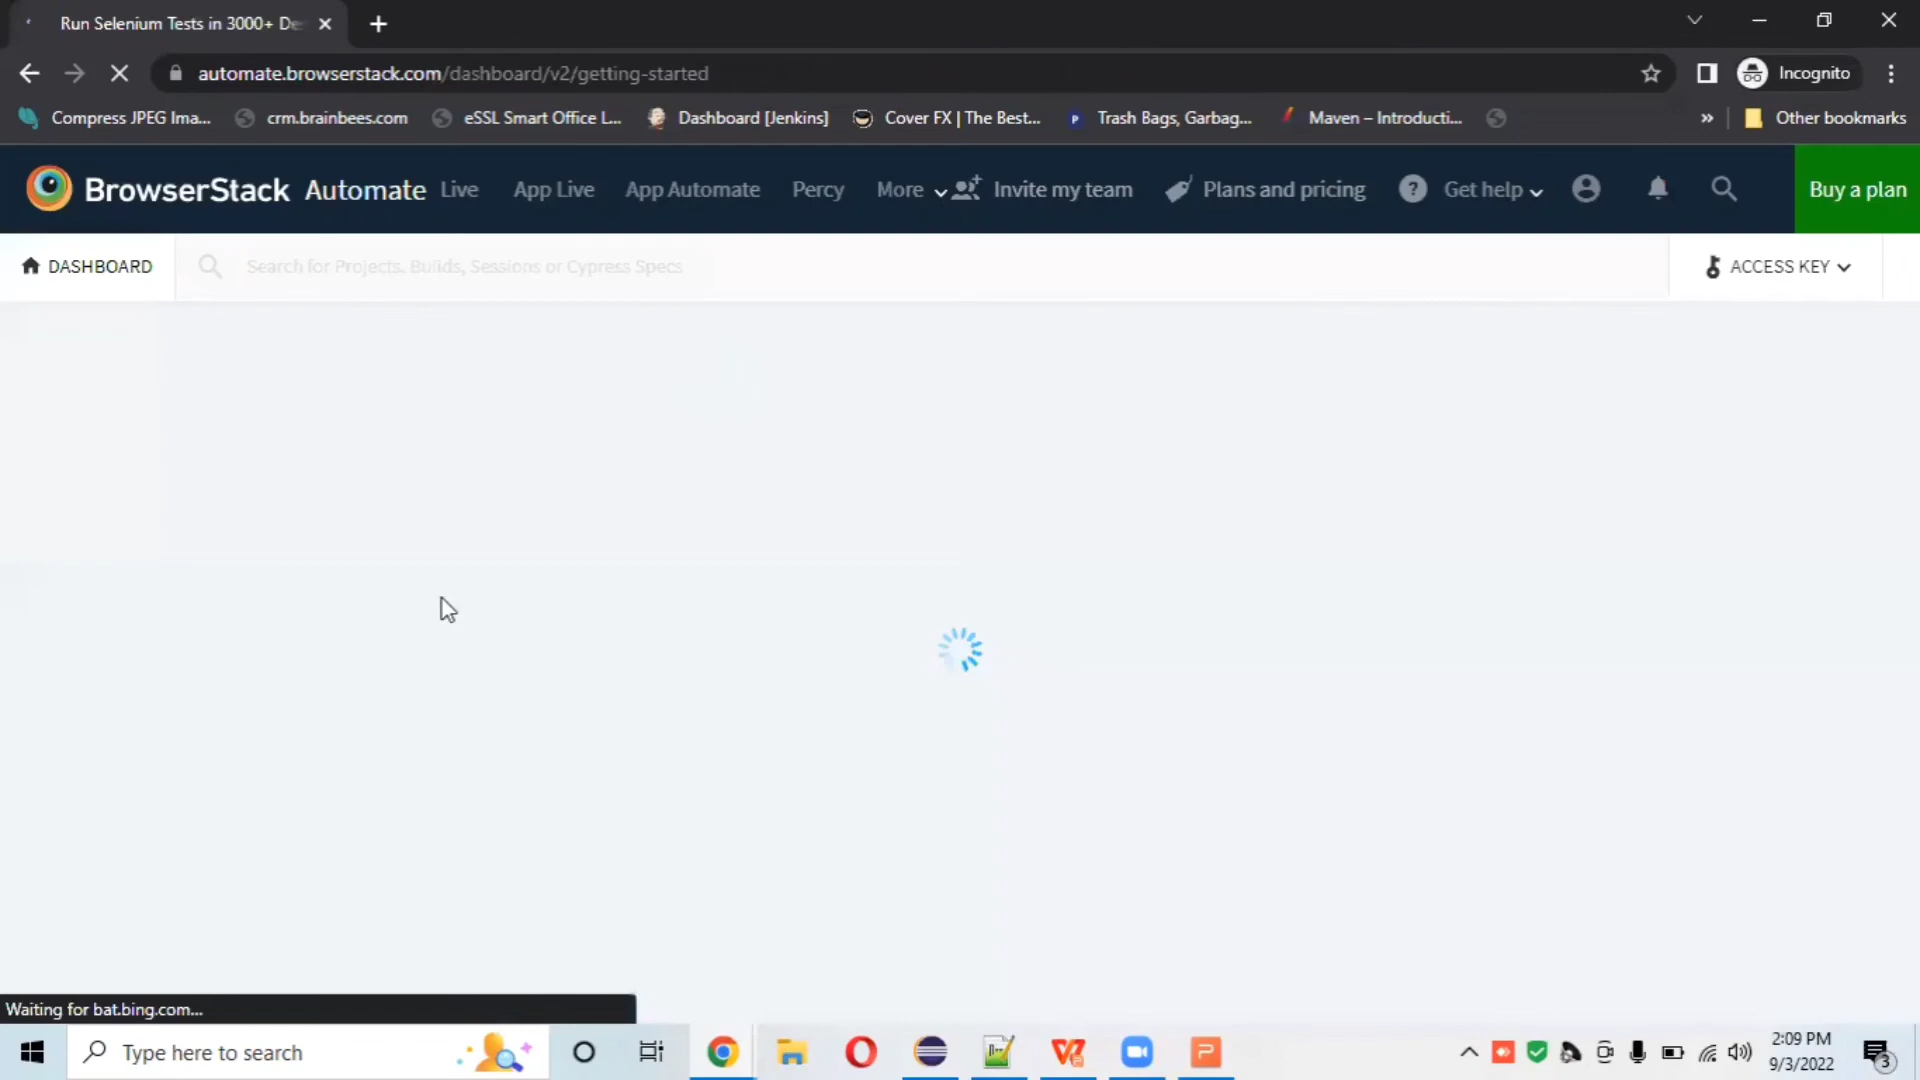 Run Selenium Tests in 3000+ De
automate.browserstack.com/dashboard/v2/getting-started
Incognito
Compress JPEG Ima...
crm.brainbees.com
eSSL Smart Office L...
Dashboard [Jenkins]
Cover FX | The Best...
Trash Bags, Garbag...
Maven – Introducti...
»
Other bookmarks
BrowserStack Automate
Live
App Live
App Automate
Percy
More
Invite my team
Plans and pricing
? Get help
Buy a plan
DASHBOARD
Search for Projects, Builds, Sessions or Cypress Specs
ACCESS KEY
Waiting for bat.bing.com...
Type here to search
2:09 PM
9/3/2022
3